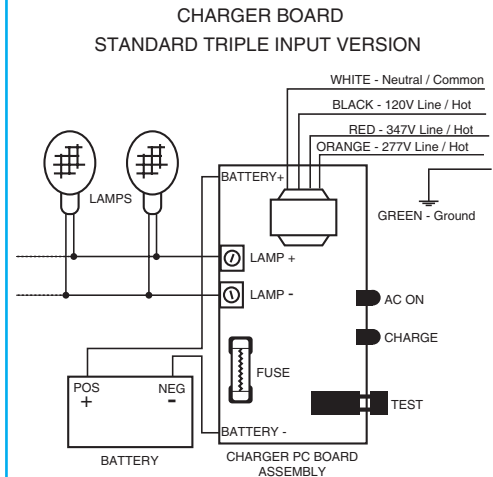 CHARGER BOARD
STANDARD TRIPLE INPUT VERSION
WHITE - Neutral / Common
BLACK - 120V Line / Hot
RED - 347V Line / Hot
ORANGE - 277V Line / Hot
BATTERY+
LAMPS
GREEN - Ground
LAMP +
LAMP -
AC ON
CHARGE
FUSE
POS
+
NEG
-
TEST
BATTERY -
BATTERY
CHARGER PC BOARD
ASSEMBLY